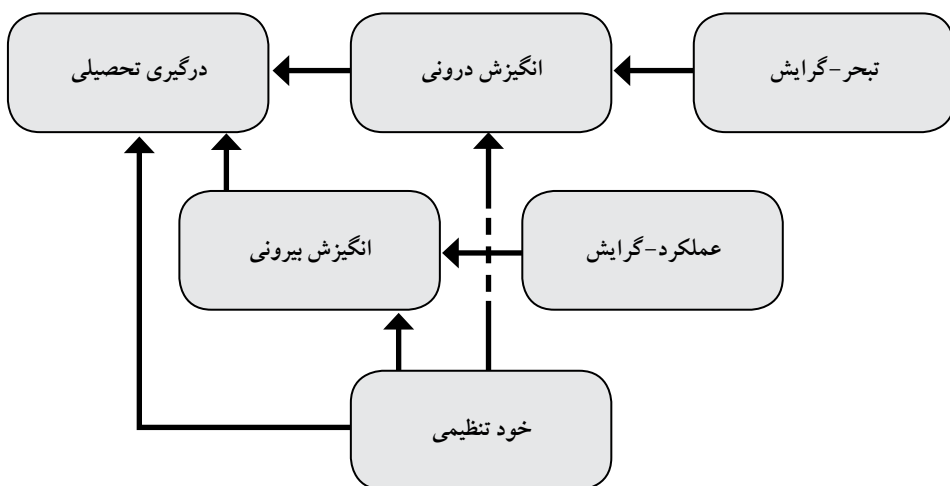 تبحر-گرایش
انگیزش درونی
درگیری تحصیلی
عملکرد-گرایش
انگیزش بیرونی
خود تنظیمی